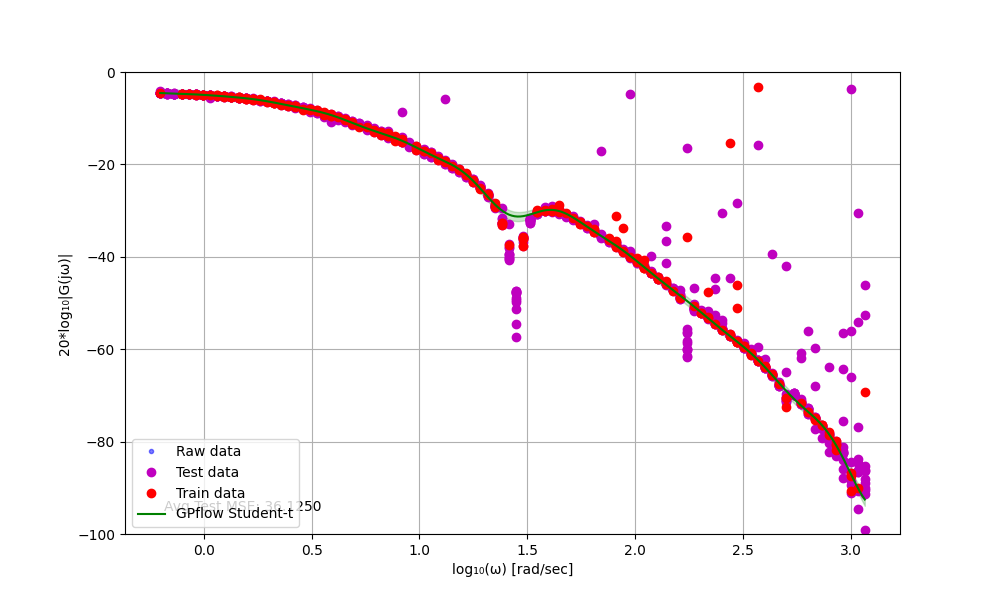 0
−20
−40
−60
−80
−100
20*log₁₀|G(jω)|
Raw data
Test data
Train data
Avg Test MSE: 36.1250
GPflow Student-t
0.0 0.5 1.0 1.5 2.0 2.5 3.0
log₁₀(ω) [rad/sec]